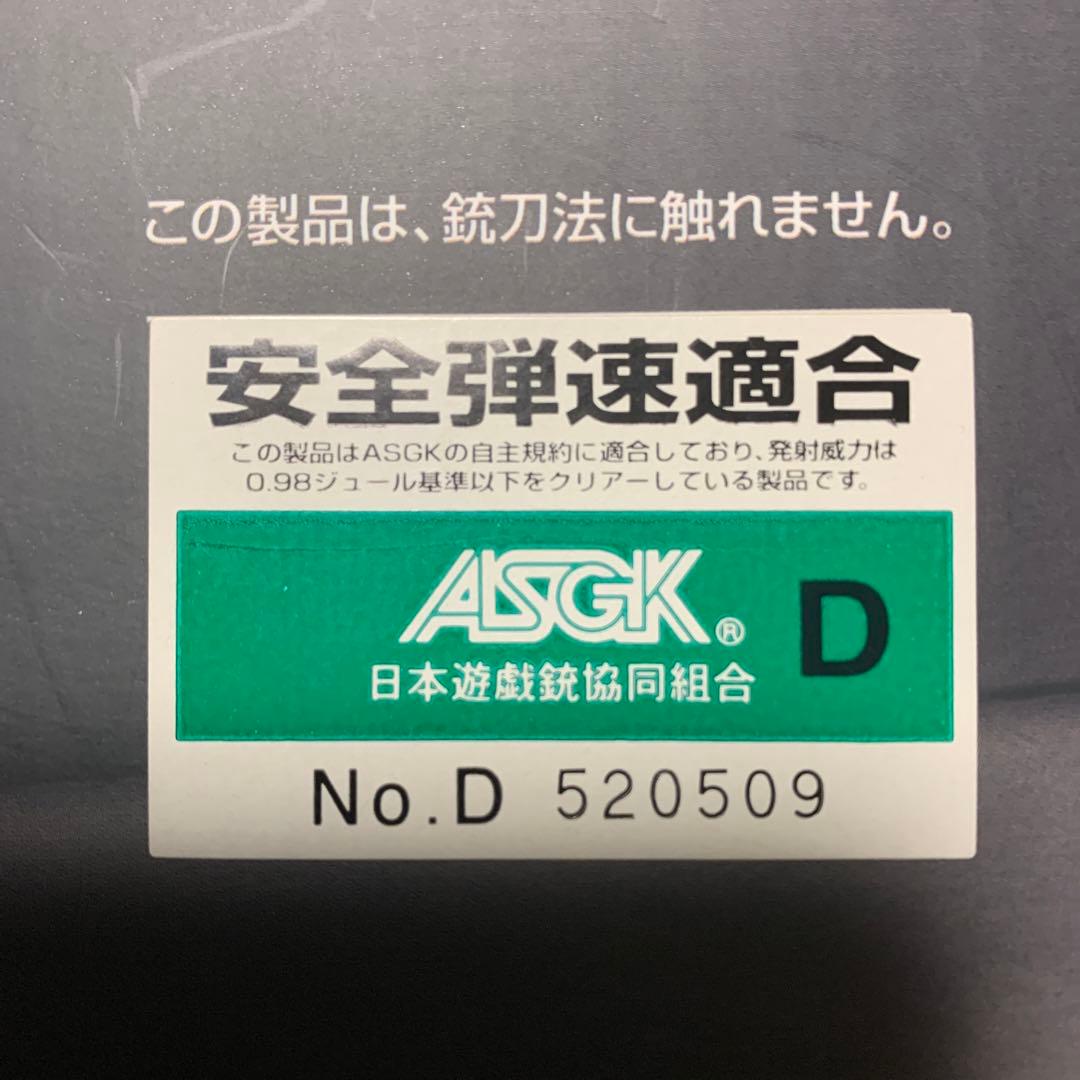 この製品は、銃刀法に触れません。
安全弾速適合
この製品はASGKの自主規約に適合しており、発射威力は
0.98ジュール基準以下をクリアーしている製品です。
ASGK®
D
日本遊戯銃協同組合
No.D 520509